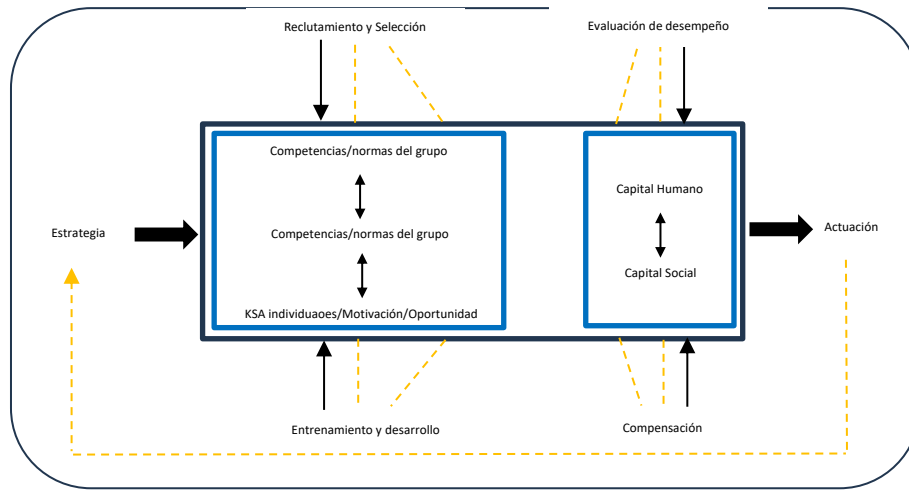 Reclutamiento y Selección
Evaluación de desempeño
Competencias/normas del grupo
Capital Humano
Estrategia
Competencias/normas del grupo
Actuación
Capital Social
KSA individuaoes/Motivación/Oportunidad
Entrenamiento y desarrollo
Compensación